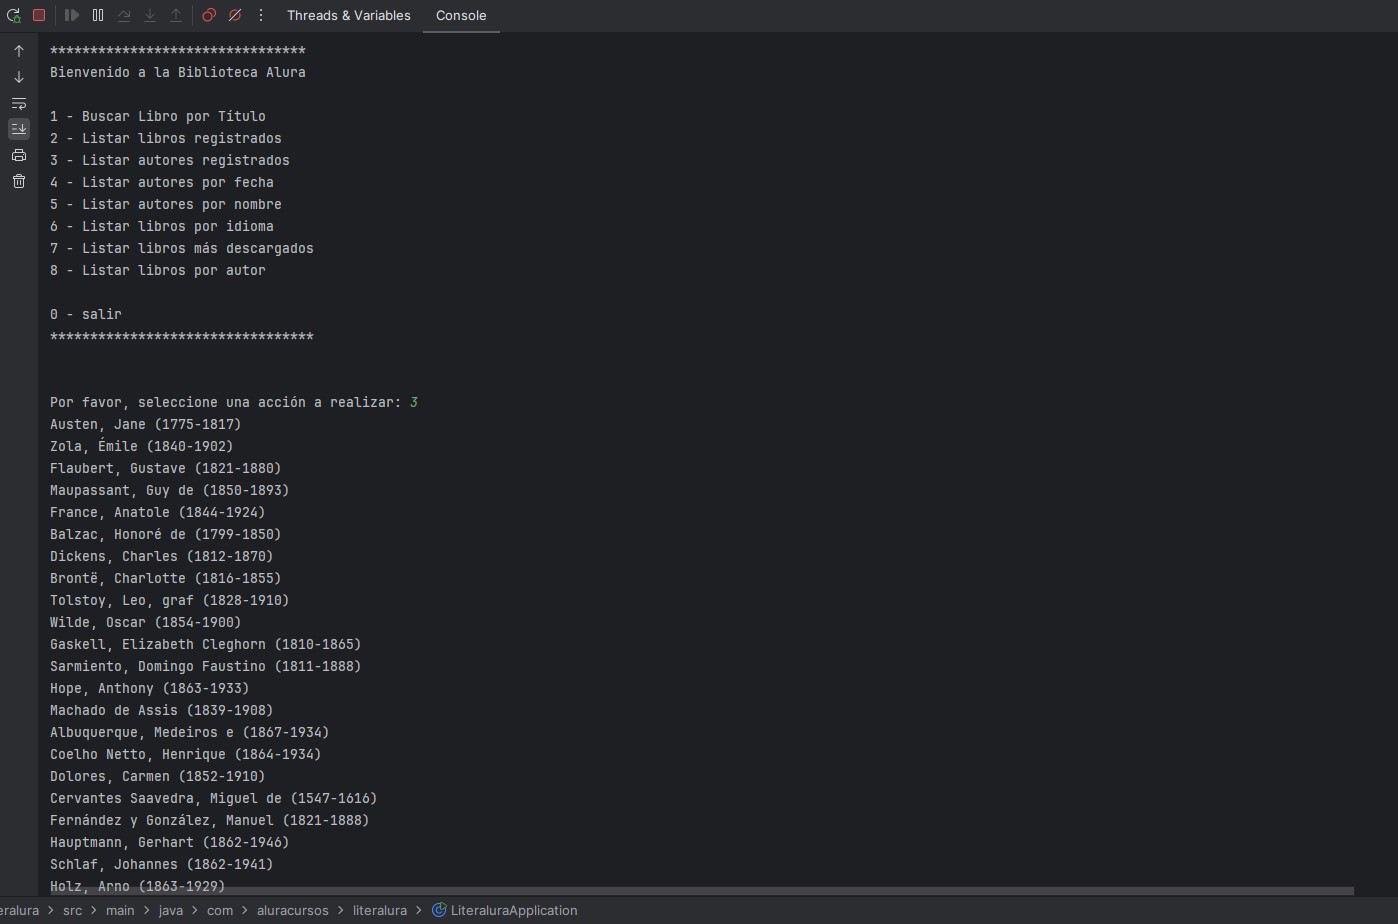 Threads & Variables Console
********************************
Bienvenido a la Biblioteca Alura
1 - Buscar Libro por Título
2 - Listar libros registrados
3 - Listar autores registrados
4 - Listar autores por fecha
5 - Listar autores por nombre
6 - Listar libros por idioma
7 - Listar libros más descargados
8 - Listar libros por autor
0 - salir
*********************************
Por favor, seleccione una acción a realizar: 3
Austen, Jane (1775-1817)
Zola, Émile (1840-1902)
Flaubert, Gustave (1821-1880)
Maupassant, Guy de (1850-1893)
France, Anatole (1844-1924)
Balzac, Honoré de (1799-1850)
Dickens, Charles (1812-1870)
Brontë, Charlotte (1816-1855)
Tolstoy, Leo, graf (1828-1910)
Wilde, Oscar (1854-1900)
Gaskell, Elizabeth Cleghorn (1810-1865)
Sarmiento, Domingo Faustino (1811-1888)
Hope, Anthony (1863-1933)
Machado de Assis (1839-1908)
Albuquerque, Medeiros e (1867-1934)
Coelho Netto, Henrique (1864-1934)
Dolores, Carmen (1852-1910)
Cervantes Saavedra, Miguel de (1547-1616)
Fernández y González, Manuel (1821-1888)
Hauptmann, Gerhart (1862-1946)
Schlaf, Johannes (1862-1941)
Holz, Arno (1863-1929)
eralura > src > main > java > com > aluracursos > literalura > LiteraluraApplication